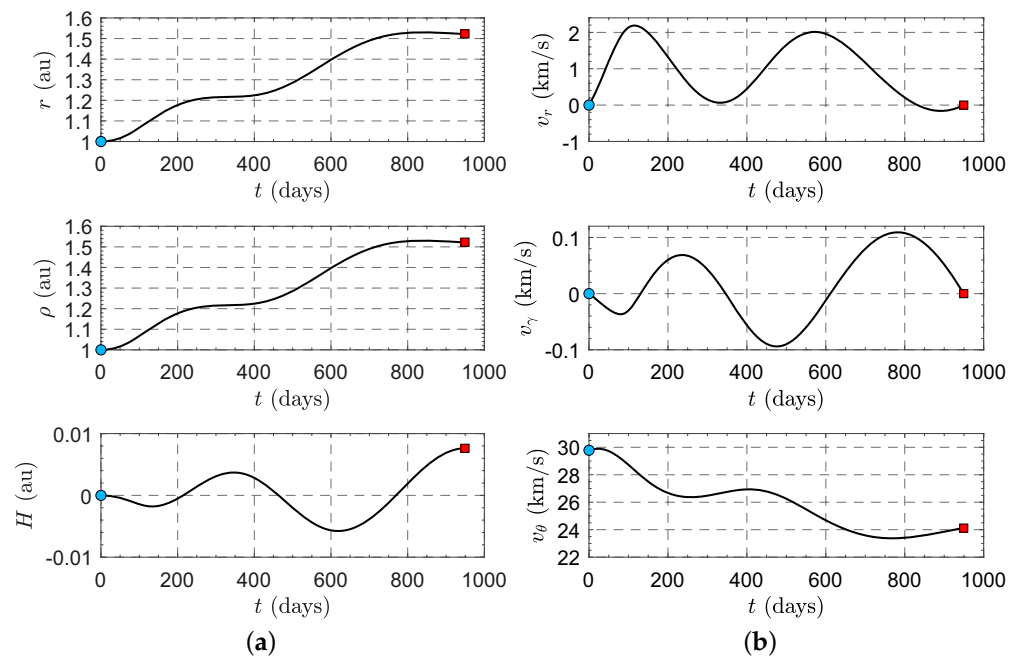 1.6
1.5
1.4
1.3
1.2
1.1
1
r (au)
0 200 400 600 800 1000
t (days)
2
1
0
-1
v_r (km/s)
0 200 400 600 800 1000
t (days)
1.6
1.5
1.4
1.3
1.2
1.1
1
ρ (au)
0 200 400 600 800 1000
t (days)
0.1
0
-0.1
v_γ (km/s)
0 200 400 600 800 1000
t (days)
0.01
0
-0.01
H (au)
0 200 400 600 800 1000
t (days)
30
28
26
24
22
v_θ (km/s)
0 200 400 600 800 1000
t (days)
(a)
(b)